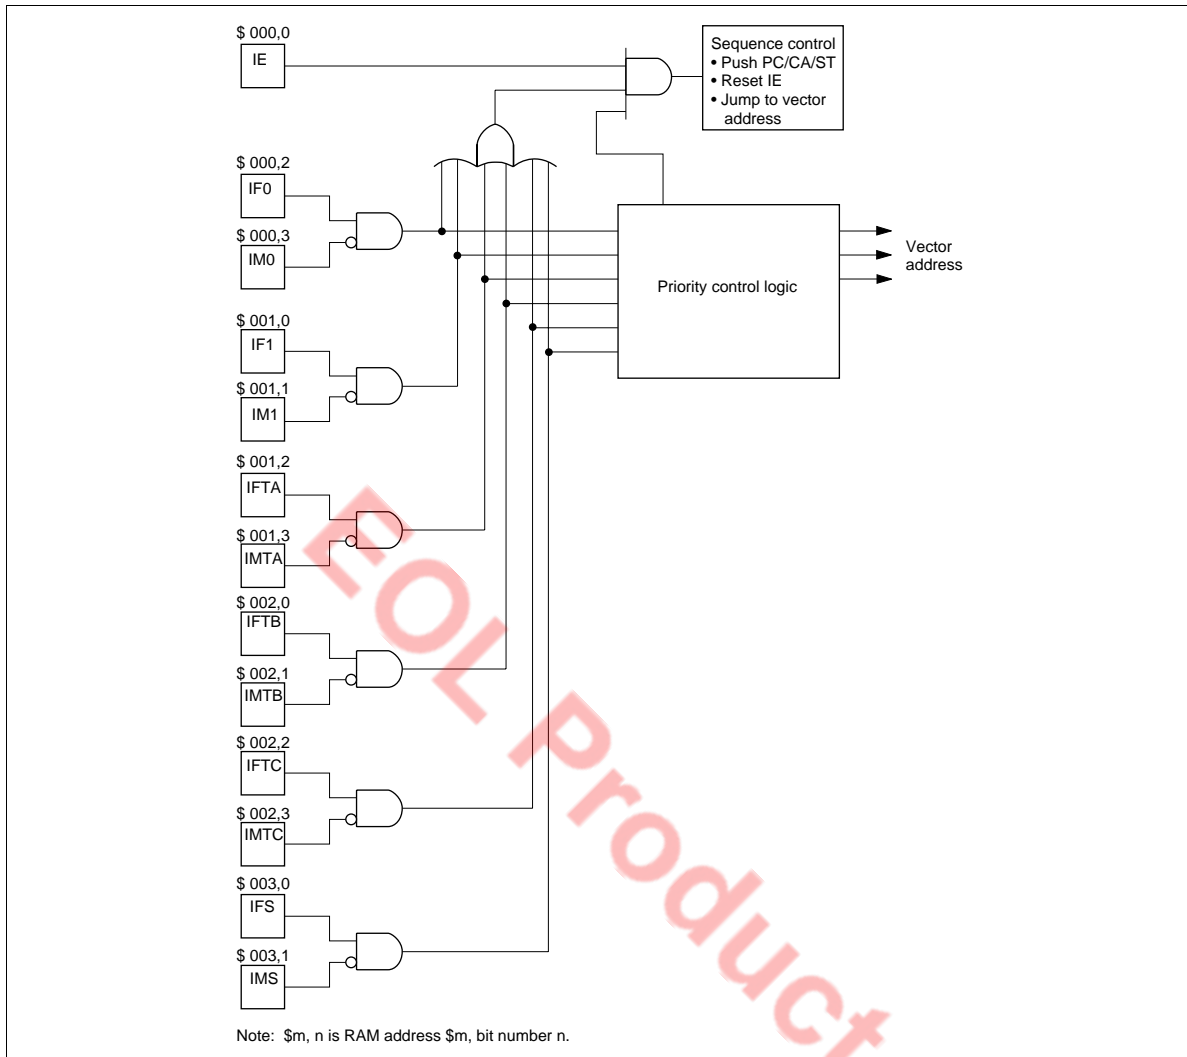 $ 000,0
IE
Sequence control
• Push PC/CA/ST
• Reset IE
• Jump to vector
address
$ 000,2
IF0
$ 000,3
IM0
Vector
address
Priority control logic
$ 001,0
IF1
$ 001,1
IM1
$ 001,2
IFTA
$ 001,3
IMTA
$ 002,0
IFTB
$ 002,1
IMTB
$ 002,2
IFTC
$ 002,3
IMTC
$ 003,0
IFS
$ 003,1
IMS
Note: $m, n is RAM address $m, bit number n.
EOL Product